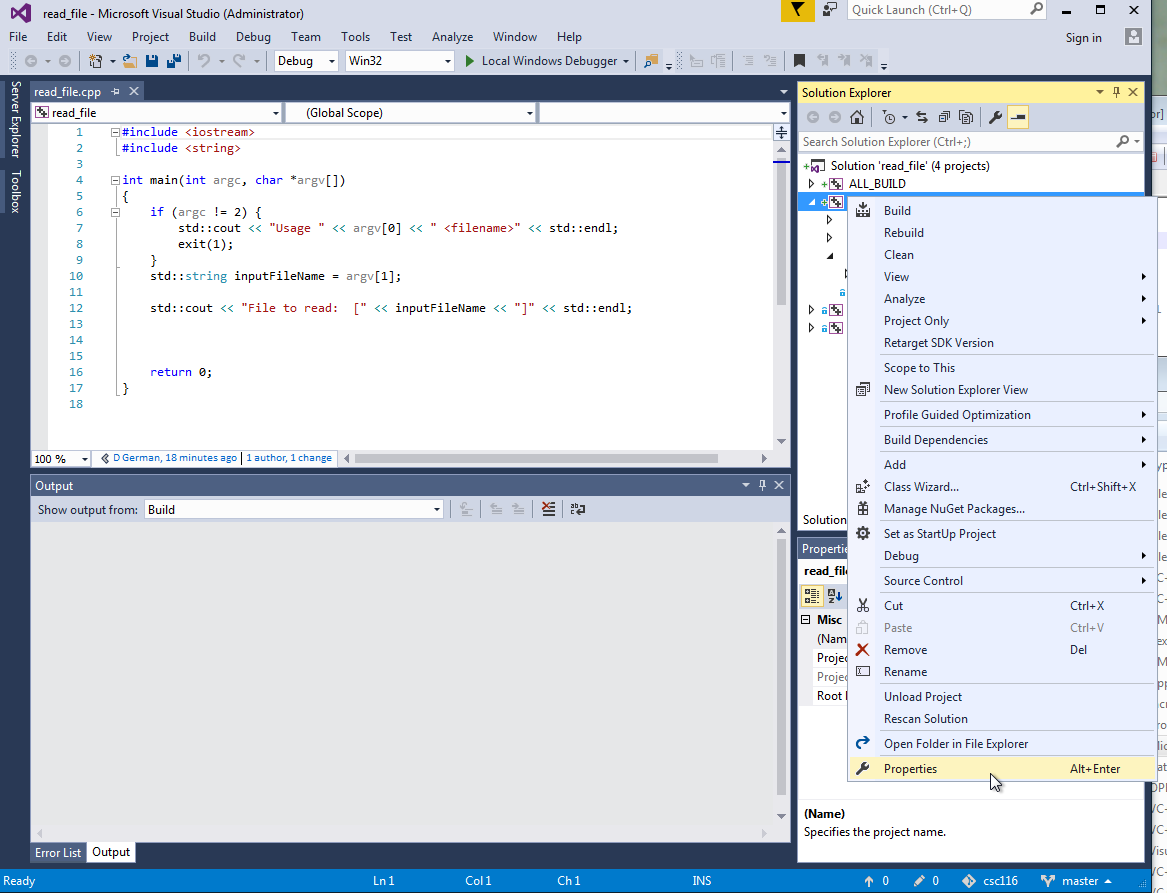 read_file - Microsoft Visual Studio (Administrator)
Quick Launch (Ctrl+Q)
File Edit View Project Build Debug Team Tools Test Analyze Window Help
Sign in
Debug Win32 Local Windows Debugger
Server Explorer
Toolbox
read_file.cpp
read_file (Global Scope)
1 #include <iostream>
2 #include <string>
3
4 int main(int argc, char *argv[])
5 {
6 if (argc != 2) {
7 std::cout << "Usage " << argv[0] << " <filename>" << std::endl;
8 exit(1);
9 }
10 std::string inputFileName = argv[1];
11
12 std::cout << "File to read:  [" << inputFileName << "]" << std::endl;
13
14
15
16 return 0;
17 }
18
100 % D German, 18 minutes ago | 1 author, 1 change
Output
Show output from: Build
Error List Output
Solution Explorer
Search Solution Explorer (Ctrl+;)
Solution 'read_file' (4 projects)
ALL_BUILD
Build
Rebuild
Clean
View
Analyze
Project Only
Retarget SDK Version
Scope to This
New Solution Explorer View
Profile Guided Optimization
Build Dependencies
Add
Class Wizard... Ctrl+Shift+X
Manage NuGet Packages...
Set as StartUp Project
Debug
Source Control
Cut Ctrl+X
Paste Ctrl+V
Remove Del
Rename
Unload Project
Rescan Solution
Open Folder in File Explorer
Properties Alt+Enter
Solution
Misc
Root
(Name)
Specifies the project name.
Ready Ln 1 Col 1 Ch 1 INS 0 0 csc116 master